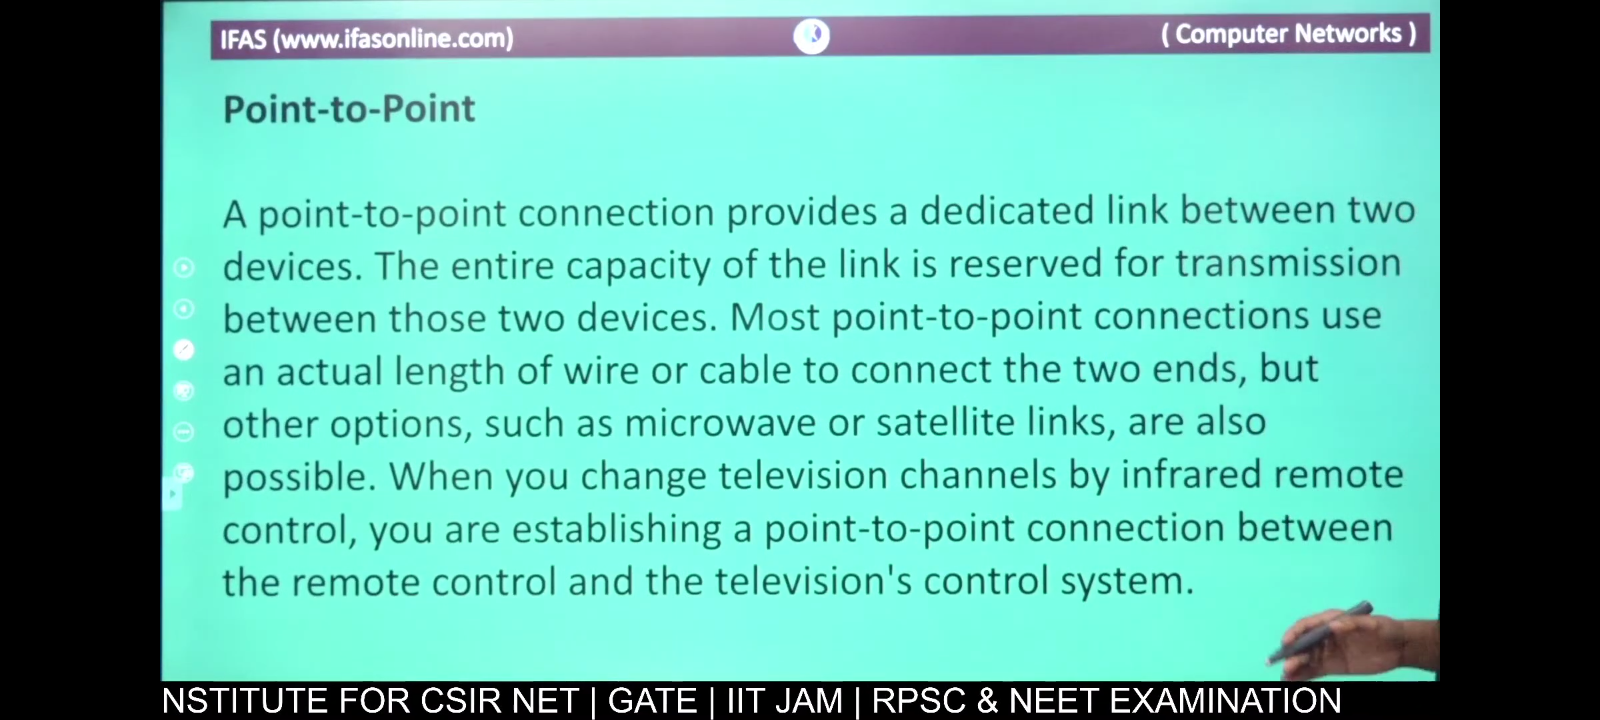 IFAS (www.ifasonline.com)
( Computer Networks )
Point-to-Point
A point-to-point connection provides a dedicated link between two
devices. The entire capacity of the link is reserved for transmission
between those two devices. Most point-to-point connections use
an actual length of wire or cable to connect the two ends, but
other options, such as microwave or satellite links, are also
possible. When you change television channels by infrared remote
control, you are establishing a point-to-point connection between
the remote control and the television's control system.
NSTITUTE FOR CSIR NET | GATE | IIT JAM | RPSC & NEET EXAMINATION